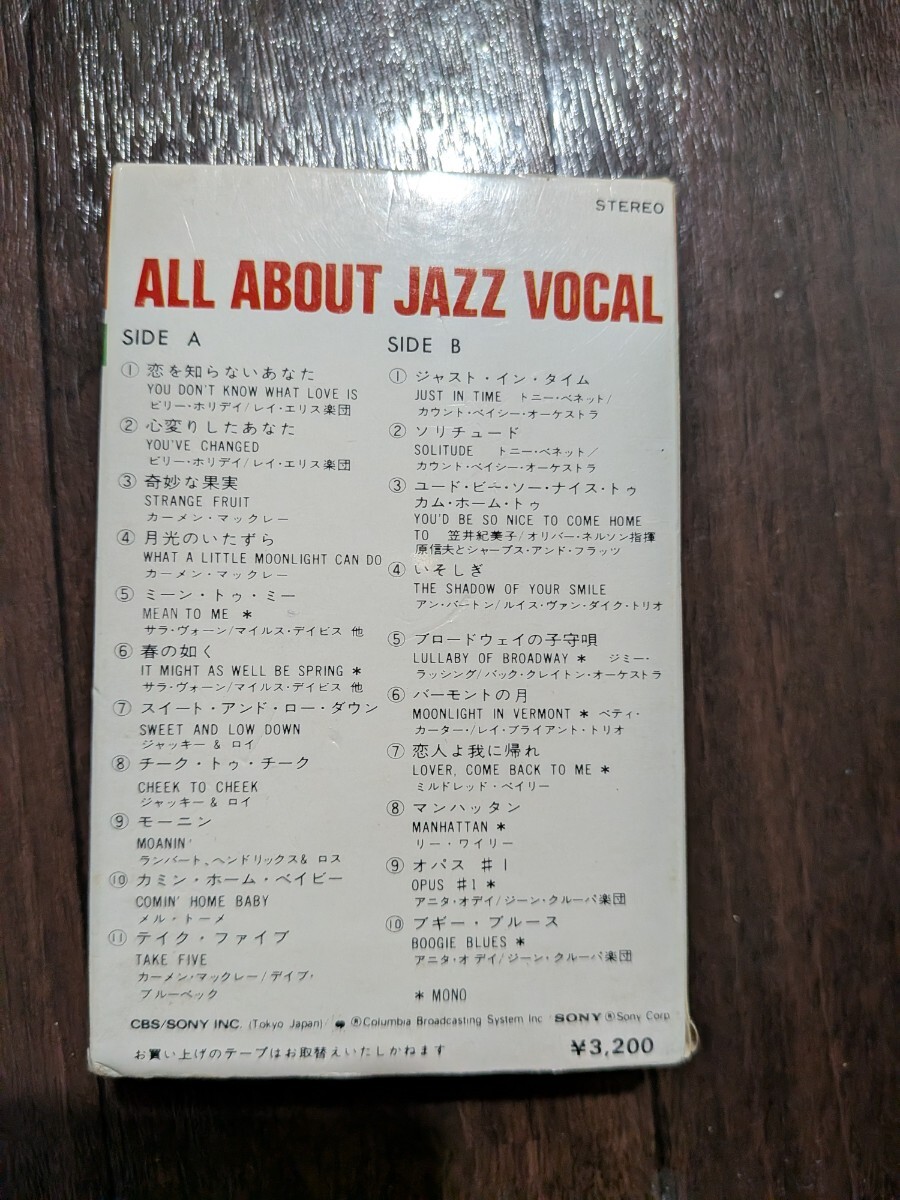 STEREO
ALL ABOUT JAZZ VOCAL
SIDE A
① 恋を知らないあなた
YOU DON'T KNOW WHAT LOVE IS
ビリー・ホリデイ/レイ・エリス楽団
② 心変りしたあなた
YOU'VE CHANGED
ビリー・ホリデイ/レイ・エリス楽団
③ 奇妙な果実
STRANGE FRUIT
カーメン・マックレー
④ 月光のいたずら
WHAT A LITTLE MOONLIGHT CAN DO
カーメン・マックレー
⑤ ミーン・トゥ・ミー
MEAN TO ME *
サラ・ヴォーン/マイルス・デイビス 他
⑥ 春の如く
IT MIGHT AS WELL BE SPRING *
サラ・ヴォーン/マイルス・デイビス 他
⑦ スイート・アンド・ロー・ダウン
SWEET AND LOW DOWN
ジャッキー & ロイ
⑧ チーク・トゥ・チーク
CHEEK TO CHEEK
ジャッキー & ロイ
⑨ モーニン
MOANIN'
ランバート、ヘンドリックス& ロス
⑩ カミン・ホーム・ベイビー
COMIN' HOME BABY
メル・トーメ
⑪ テイク・ファイブ
TAKE FIVE
カーメン・マックレー/デイブ・
ブルーベック
SIDE B
① ジャスト・イン・タイム
JUST IN TIME トニー・ベネット/
カウント・ベイシー・オーケストラ
② ソリチュード
SOLITUDE トニー・ベネット/
カウント・ベイシー・オーケストラ
③ ユード・ビー・ソー・ナイス・トゥ
カム・ホーム・トゥ
YOU'D BE SO NICE TO COME HOME
TO 笠井紀美子/オリバー・ネルソン指揮
原信夫とシャープス・アンド・フラッツ
④ いそしぎ
THE SHADOW OF YOUR SMILE
アン・バートン/ルイス・ヴァン・ダイク・トリオ
⑤ ブロードウェイの子守唄
LULLABY OF BROADWAY * ジミー・
ラッシング/バック・クレイトン・オーケストラ
⑥ バーモントの月
MOONLIGHT IN VERMONT * ベティ・
カーター・/レイ・ブライアント・トリオ
⑦ 恋人よ我に帰れ
LOVER, COME BACK TO ME *
ミルドレッド・ベイリー
⑧ マンハッタン
MANHATTAN *
リー・ワイリー
⑨ オパス ♯1
OPUS ♯1 *
アニタ・オデイ/ジーン・クルーパ楽団
⑩ ブギー・ブルース
BOOGIE BLUES *
アニタ・オデイ/ジーン・クルーパ楽団
* MONO
CBS/SONY INC. (Tokyo Japan)/ ®Columbia Broadcasting System Inc SONY ®Sony Corp
お買い上げのテープはお取替えいたしかねます
¥3,200